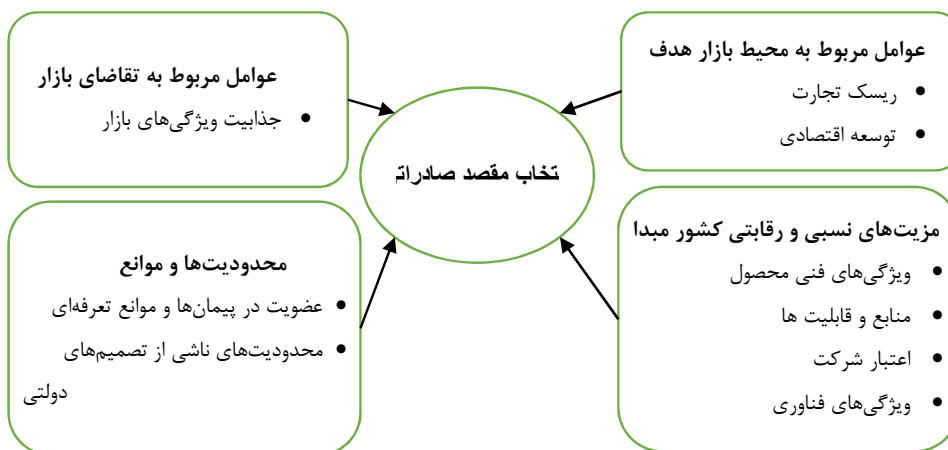 عوامل مربوط به محیط بازار هدف
• ریسک تجارت
• توسعه اقتصادی
عوامل مربوط به تقاضای بازار
• جذابیت ویژگی‌های بازار
تخاب مقصد صادراتی
مزیت‌های نسبی و رقابتی کشور مبدا
• ویژگی‌های فنی محصول
• منابع و قابلیت ها
• اعتبار شرکت
• ویژگی‌های فناوری
محدودیت‌ها و موانع
• عضویت در پیمان‌ها و موانع تعرفه‌ای
• محدودیت‌های ناشی از تصمیم‌های
دولتی